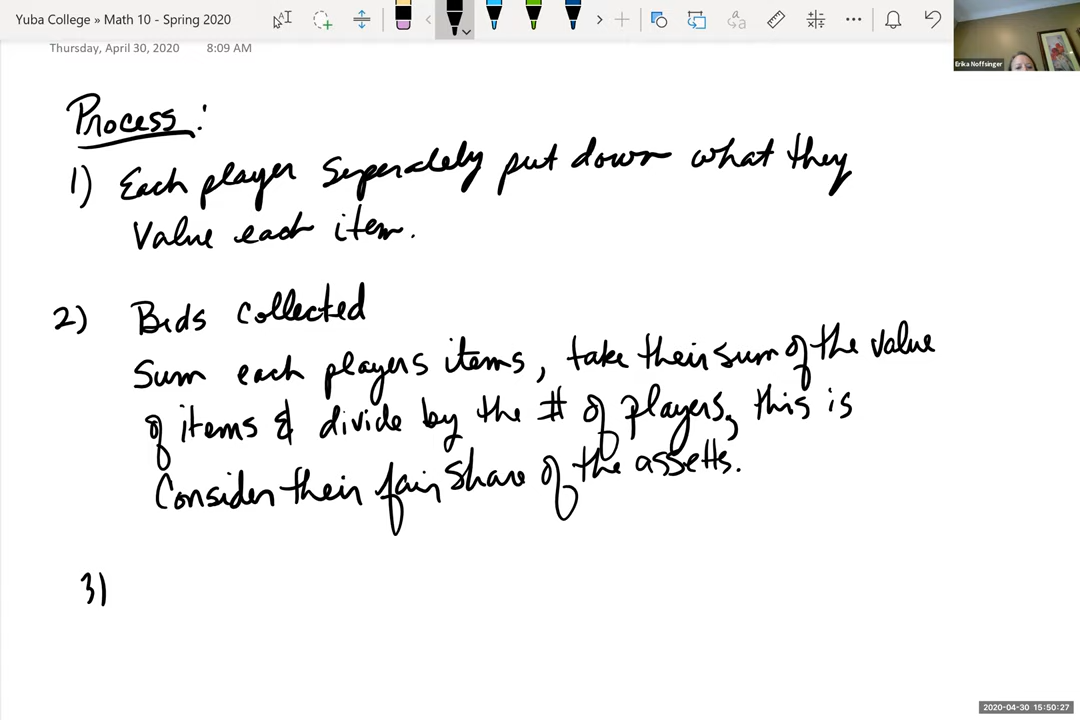 Yuba College » Math 10 - Spring 2020
Erika Noffsinger
Thursday, April 30, 2020 8:09 AM
Process:
1) Each player Seperately put down what they
Value each item.
2) Bids collected
Sum each players items, take their sum of the value
of items & divide by the # of players, this is
Consider their fair share of the assetts.
3)
2020-04-30 15:50:27